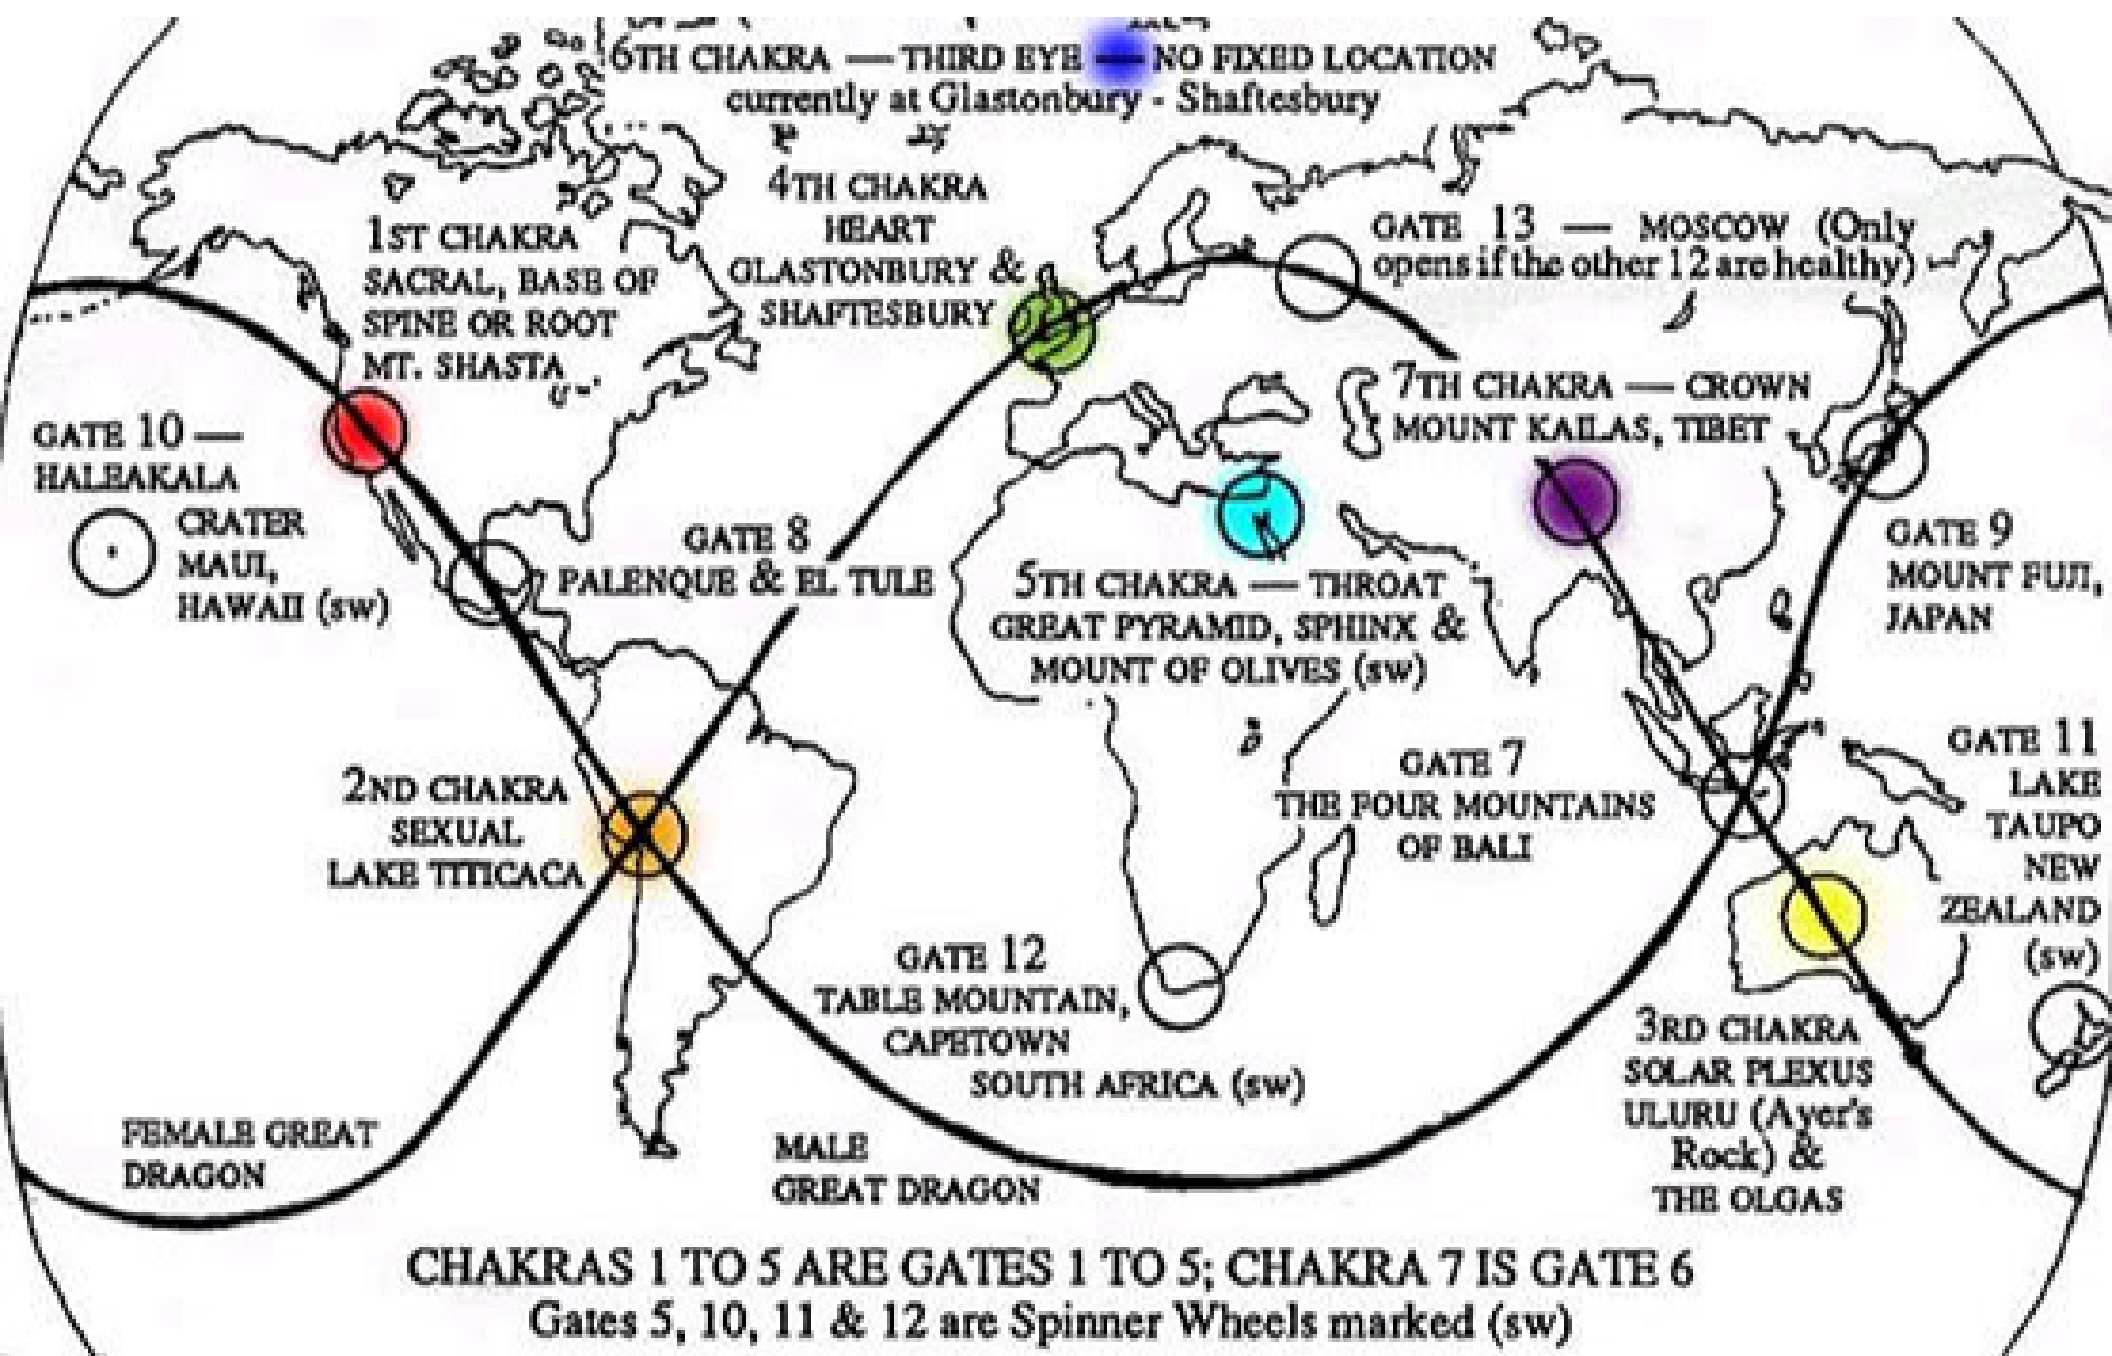 6TH CHAKRA — THIRD EYE — NO FIXED LOCATION
currently at Glastonbury - Shaftesbury
4TH CHAKRA
HEART
GLASTONBURY &
SHAFTESBURY
1ST CHAKRA
SACRAL, BASE OF
SPINE OR ROOT
MT. SHASTA
GATE 13 — MOSCOW (Only
opens if the other 12 are healthy)
7TH CHAKRA — CROWN
MOUNT KAILAS, TIBET
GATE 10 —
HALEAKALA
CRATER
MAUI,
HAWAII (sw)
GATE 8
PALENQUE & EL TULE
5TH CHAKRA — THROAT
GREAT PYRAMID, SPHINX &
MOUNT OF OLIVES (sw)
GATE 9
MOUNT FUJI,
JAPAN
2ND CHAKRA
SEXUAL
LAKE TITICACA
GATE 7
THE FOUR MOUNTAINS
OF BALI
GATE 11
LAKE
TAUPO
NEW
ZEALAND
(sw)
GATE 12
TABLE MOUNTAIN,
CAPETOWN
SOUTH AFRICA (sw)
3RD CHAKRA
SOLAR PLEXUS
ULURU (Ayer's
Rock) &
THE OLGAS
FEMALE GREAT
DRAGON
MALE
GREAT DRAGON
CHAKRAS 1 TO 5 ARE GATES 1 TO 5; CHAKRA 7 IS GATE 6
Gates 5, 10, 11 & 12 are Spinner Wheels marked (sw)